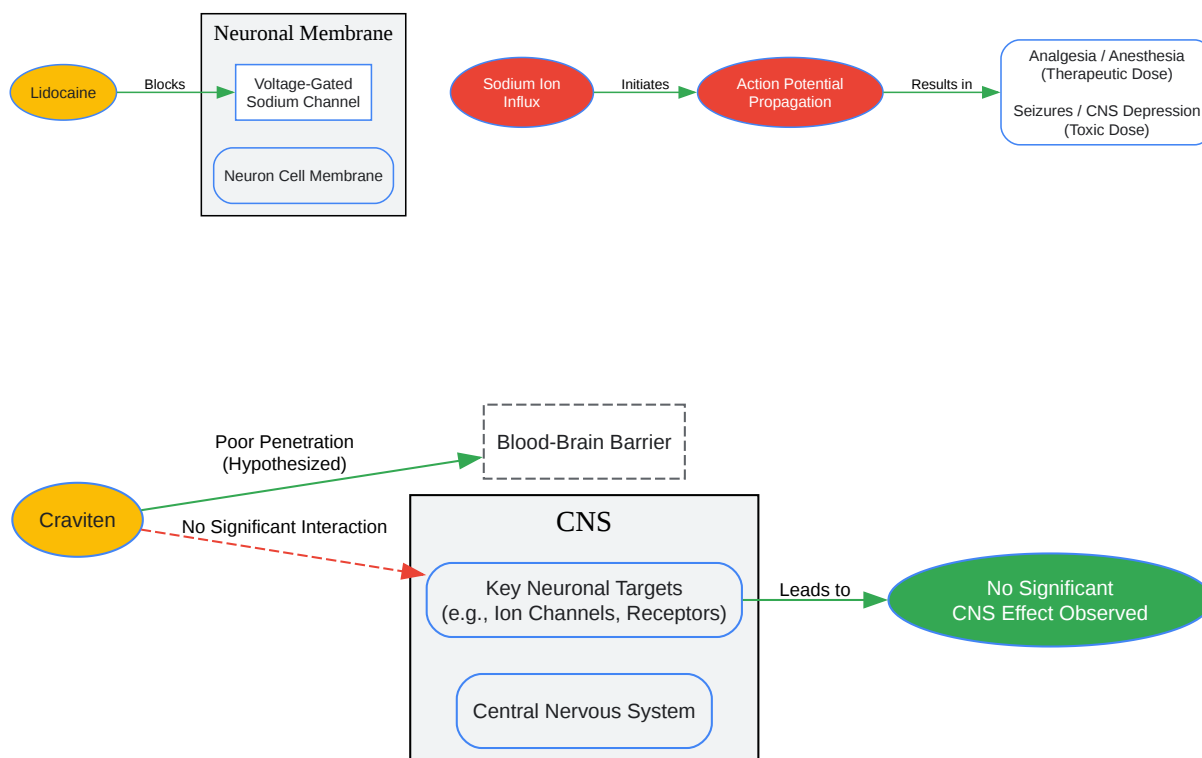 Neuronal Membrane
Lidocaine
Blocks
Voltage-Gated
Sodium Channel
Neuron Cell Membrane
Sodium Ion
Influx
Initiates
Action Potential
Propagation
Results in
Analgesia / Anesthesia
(Therapeutic Dose)
Seizures / CNS Depression
(Toxic Dose)
Craviten
Poor Penetration
(Hypothesized)
Blood-Brain Barrier
No Significant Interaction
CNS
Key Neuronal Targets
(e.g., Ion Channels, Receptors)
Central Nervous System
Leads to
No Significant
CNS Effect Observed